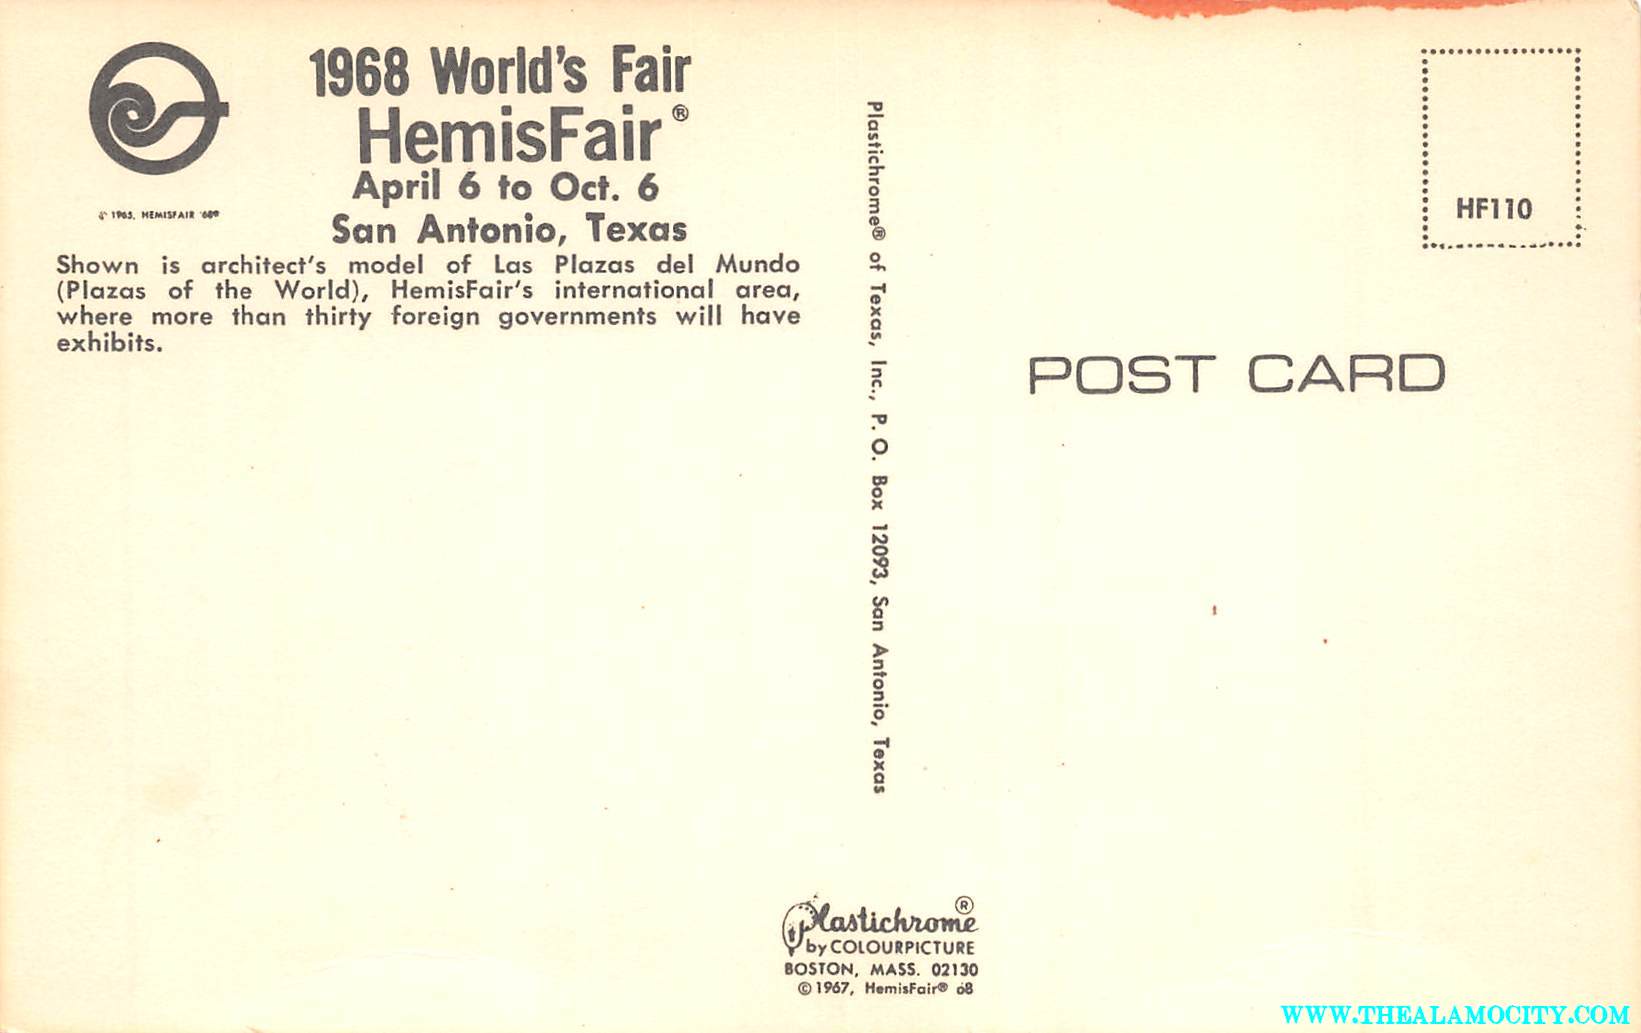 1968 World's Fair
HemisFair®
April 6 to Oct. 6
San Antonio, Texas
© 1965, HEMISFAIR '68®
Shown is architect's model of Las Plazas del Mundo
(Plazas of the World), HemisFair's international area,
where more than thirty foreign governments will have
exhibits.
Plastichrome® of Texas, Inc., P. O. Box 12093, San Antonio, Texas
HF110
POST CARD
Plastichrome®
by COLOURPICTURE
BOSTON, MASS. 02130
© 1967, HemisFair® 68
WWW.THEALAMOCITY.COM